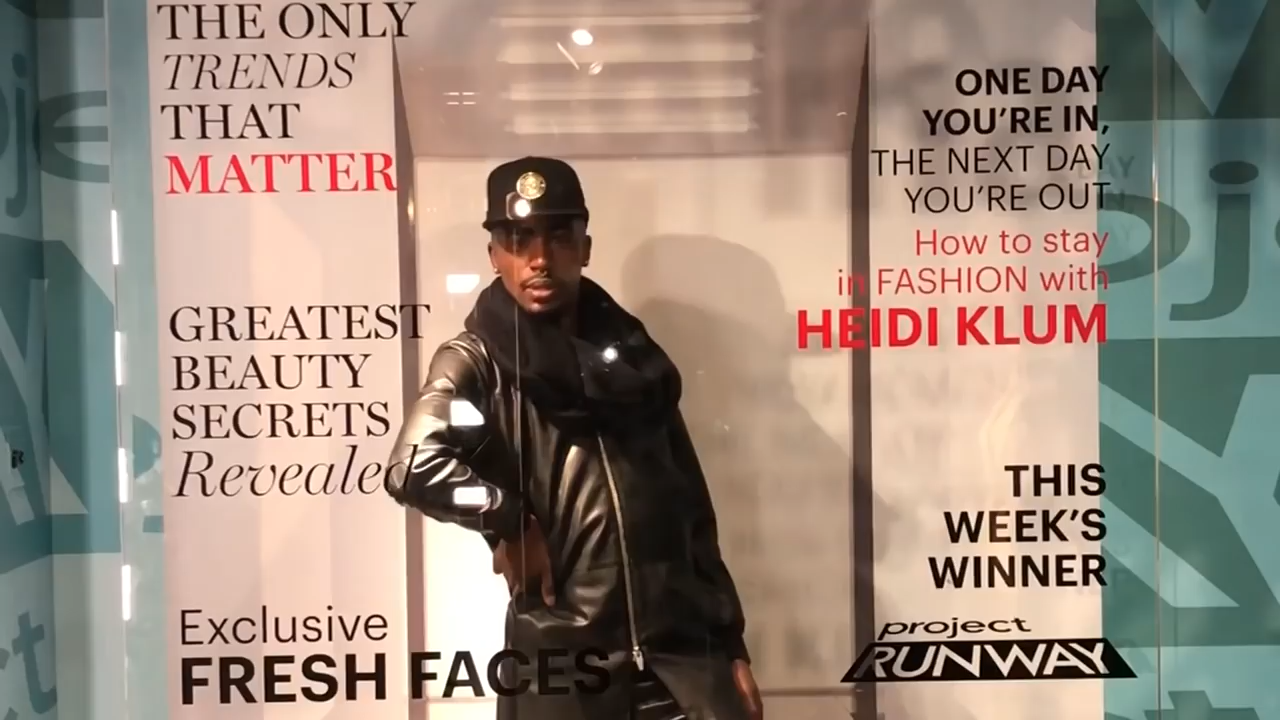 THE ONLY
TRENDS
THAT
MATTER
GREATEST
BEAUTY
SECRETS
Revealed
Exclusive
FRESH FACES
ONE DAY
YOU'RE IN,
THE NEXT DAY
YOU'RE OUT
How to stay
in FASHION with
HEIDI KLUM
THIS
WEEK'S
WINNER
project
RUNWAY